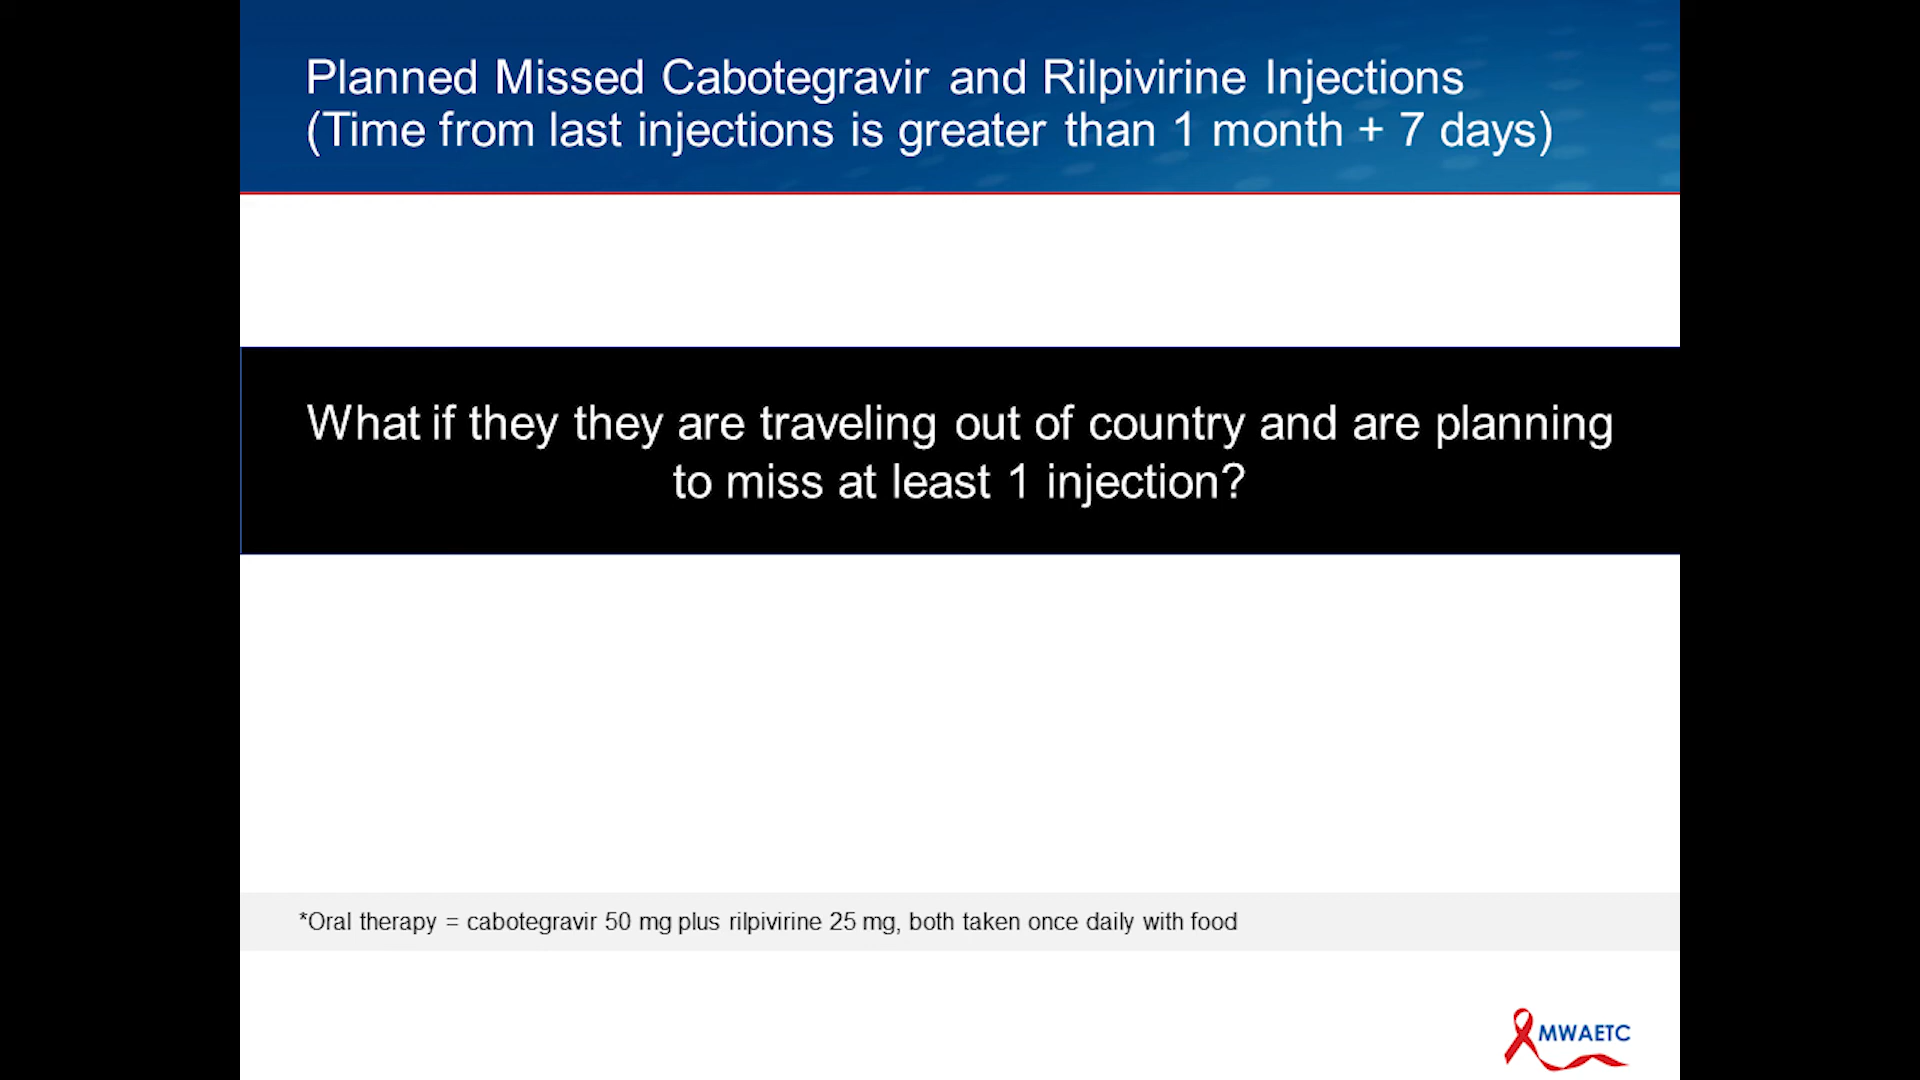 Planned Missed Cabotegravir and Rilpivirine Injections
(Time from last injections is greater than 1 month + 7 days)
What if they they are traveling out of country and are planning
to miss at least 1 injection?
*Oral therapy = cabotegravir 50 mg plus rilpivirine 25 mg, both taken once daily with food
MWAETC